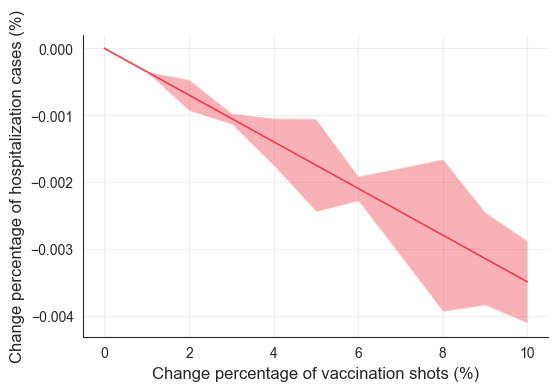 Change percentage of hospitalization cases (%)
0.000
−0.001
−0.002
−0.003
−0.004
0 2 4 6 8 10
Change percentage of vaccination shots (%)